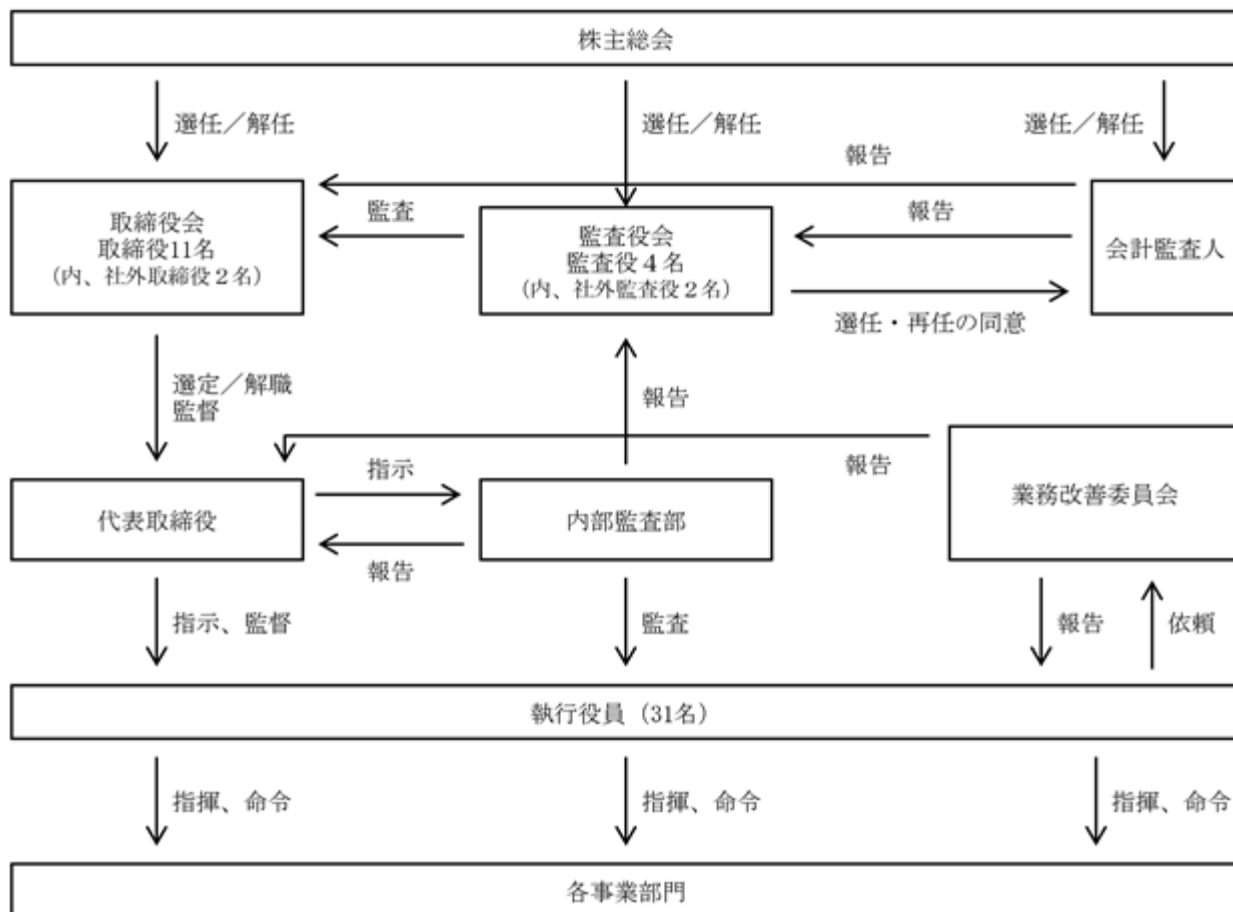 株主総会
選任／解任
選任／解任
選任／解任
報告
取締役会
取締役11名
（内、社外取締役２名）
監査
監査役会
監査役４名
（内、社外監査役２名）
報告
会計監査人
選任・再任の同意
選定／解職
監督
報告
報告
代表取締役
指示
報告
内部監査部
業務改善委員会
指示、監督
監査
報告
依頼
執行役員（31名）
指揮、命令
指揮、命令
指揮、命令
各事業部門